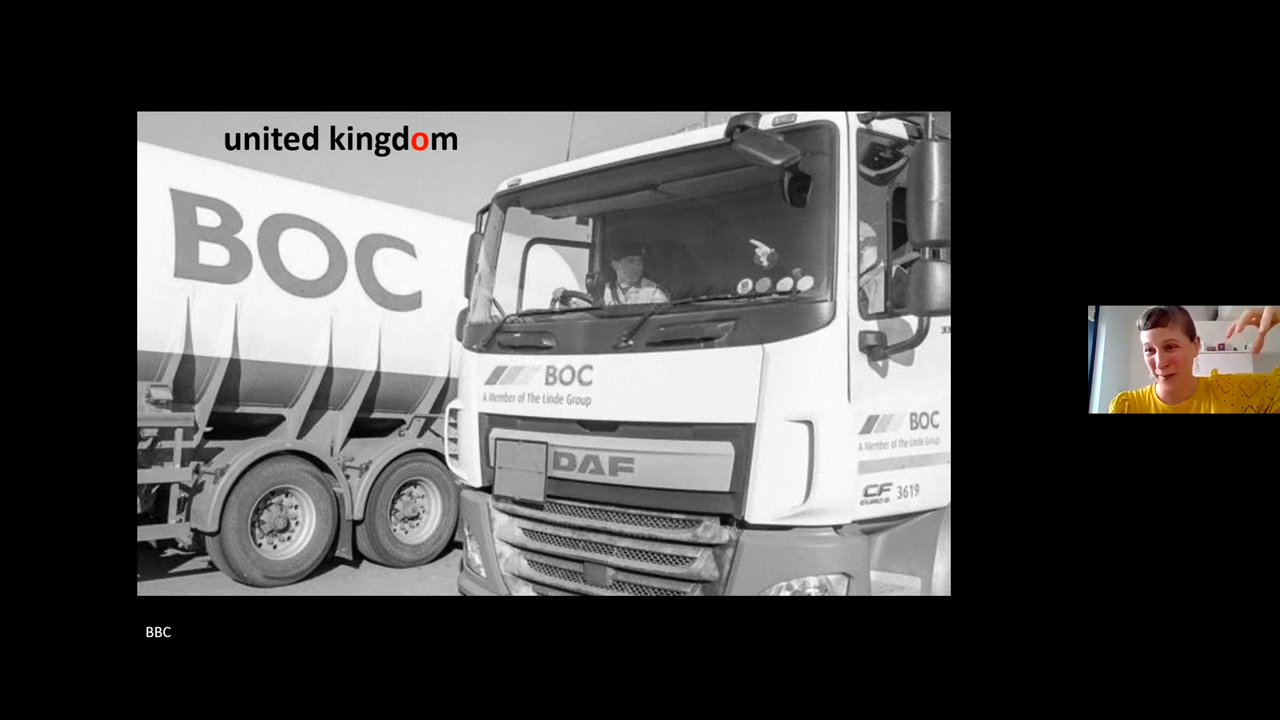 united kingdom
BOC
BOC
A Member of The Linde Group
DAF
BOC
A Member of The Linde Group
CF
3619
BBC